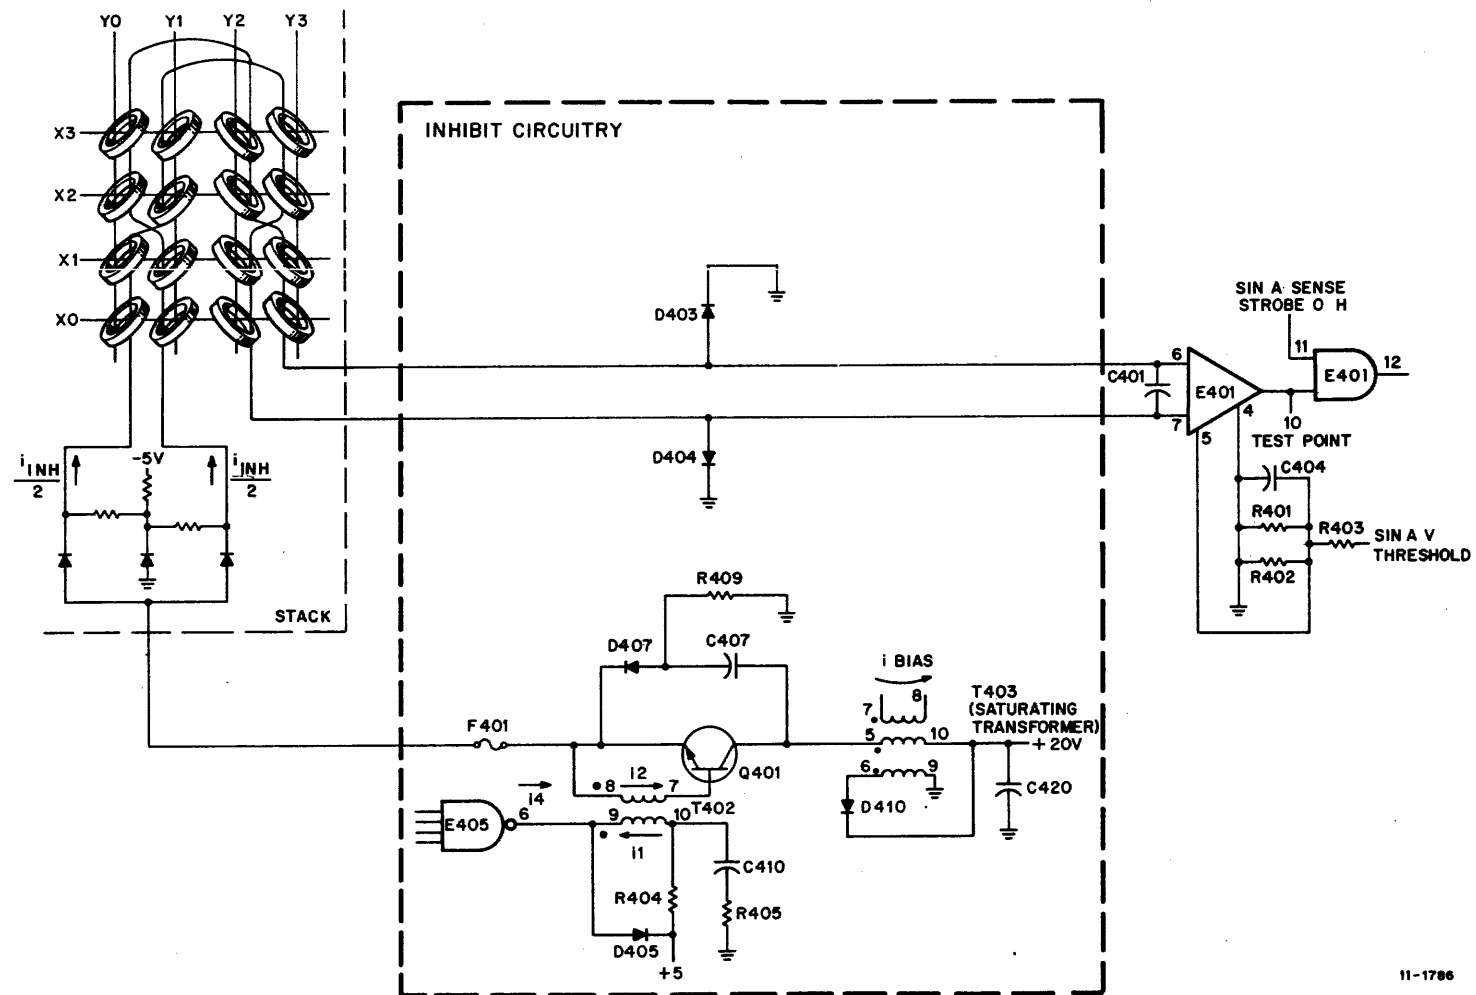 Y0 Y1 Y2 Y3
X3
X2
X1
X0
INHIBIT CIRCUITRY
D403
SIN A SENSE
STROBE 0 H
11
6
C401
E401
E401
12
7
5
4
10
TEST POINT
D404
-5V
i INH
2
i INH
2
C404
R401
R403
SIN A V
THRESHOLD
R402
STACK
R409
D407
C407
i BIAS
7
8
T403
(SATURATING
TRANSFORMER)
F401
5
10
+20V
Q401
6
9
i4
8
i2
7
T402
D410
C420
E405
6
9
10
i1
C410
R404
R405
D405
+5
11-1786